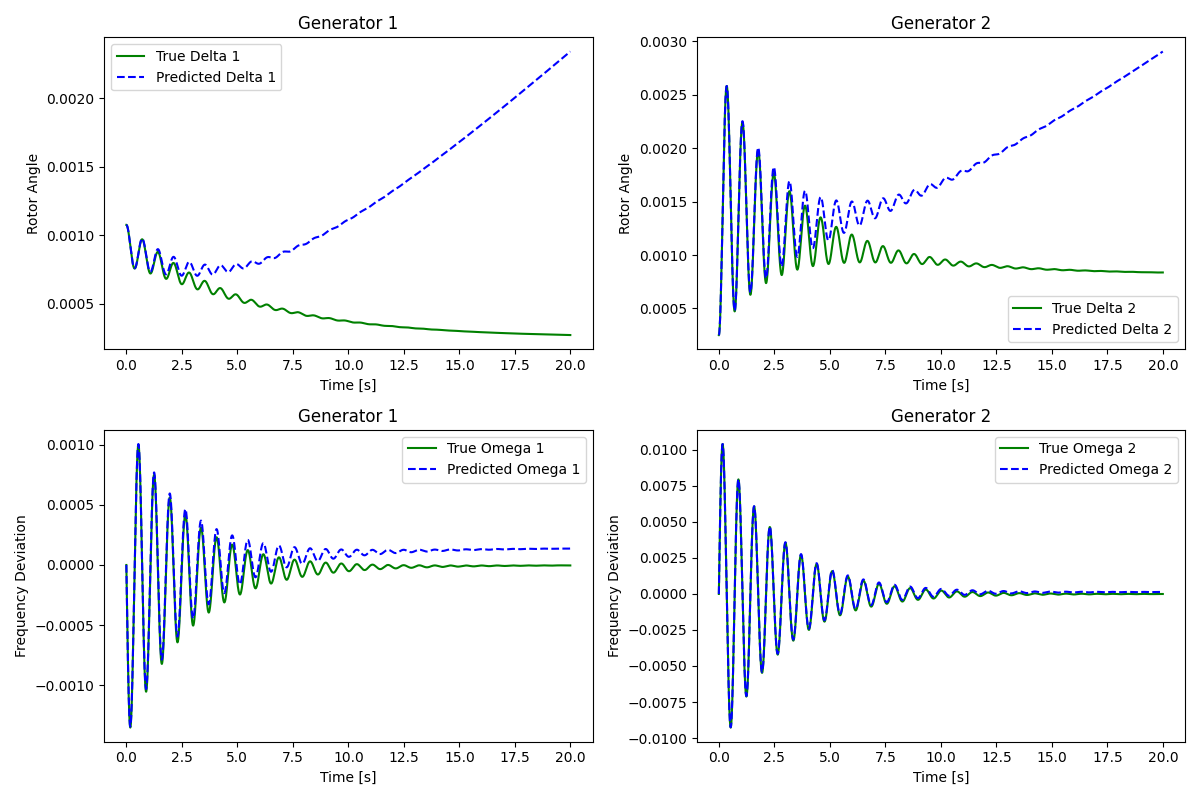 Generator 1
True Delta 1
Predicted Delta 1
Rotor Angle
0.0020
0.0015
0.0010
0.0005
0.0 2.5 5.0 7.5 10.0 12.5 15.0 17.5 20.0
Time [s]
Generator 2
True Delta 2
Predicted Delta 2
Rotor Angle
0.0030
0.0025
0.0020
0.0015
0.0010
0.0005
0.0 2.5 5.0 7.5 10.0 12.5 15.0 17.5 20.0
Time [s]
Generator 1
True Omega 1
Predicted Omega 1
Frequency Deviation
0.0010
0.0005
0.0000
−0.0005
−0.0010
0.0 2.5 5.0 7.5 10.0 12.5 15.0 17.5 20.0
Time [s]
Generator 2
True Omega 2
Predicted Omega 2
Frequency Deviation
0.0100
0.0075
0.0050
0.0025
0.0000
−0.0025
−0.0050
−0.0075
−0.0100
0.0 2.5 5.0 7.5 10.0 12.5 15.0 17.5 20.0
Time [s]